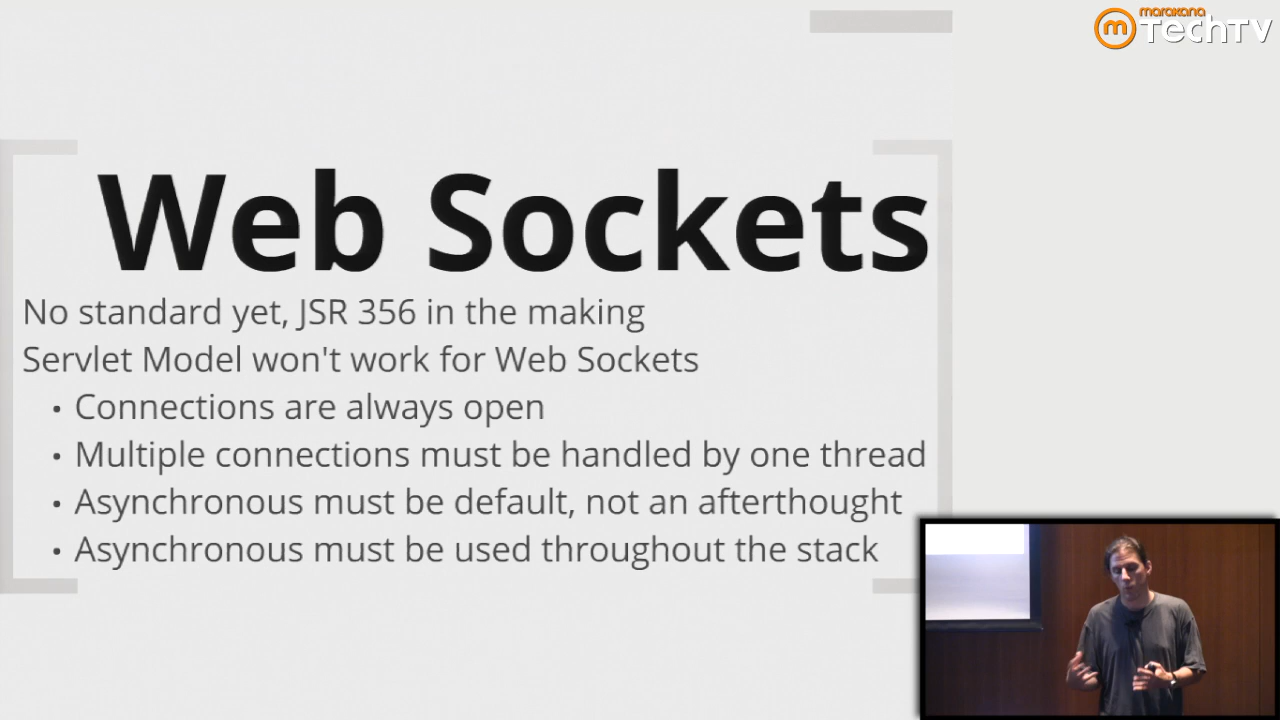 marakana
TechTV
Web Sockets
No standard yet, JSR 356 in the making
Servlet Model won't work for Web Sockets
• Connections are always open
• Multiple connections must be handled by one thread
• Asynchronous must be default, not an afterthought
• Asynchronous must be used throughout the stack